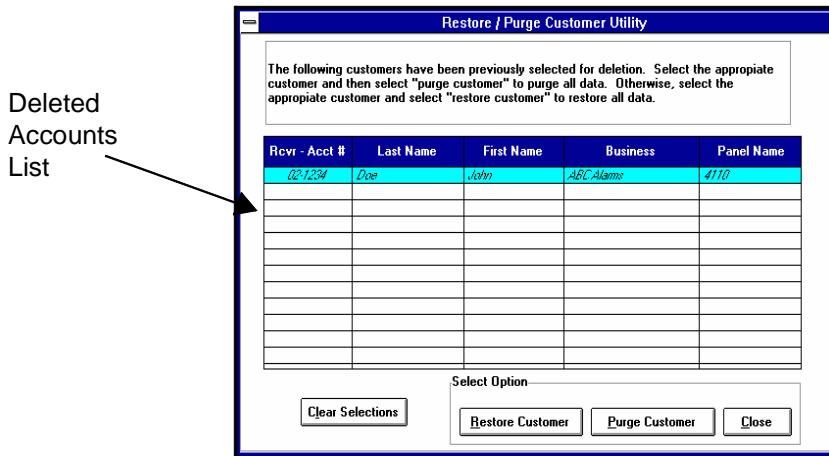 Restore / Purge Customer Utility
The following customers have been previously selected for deletion. Select the appropiate
customer and then select "purge customer" to purge all data. Otherwise, select the
appropiate customer and select "restore customer" to restore all data.
Deleted
Accounts
List
Rcvr - Acct # Last Name First Name Business Panel Name
02-1234 Doe John ABC Alarms 4110
Select Option
Clear Selections Restore Customer Purge Customer Close